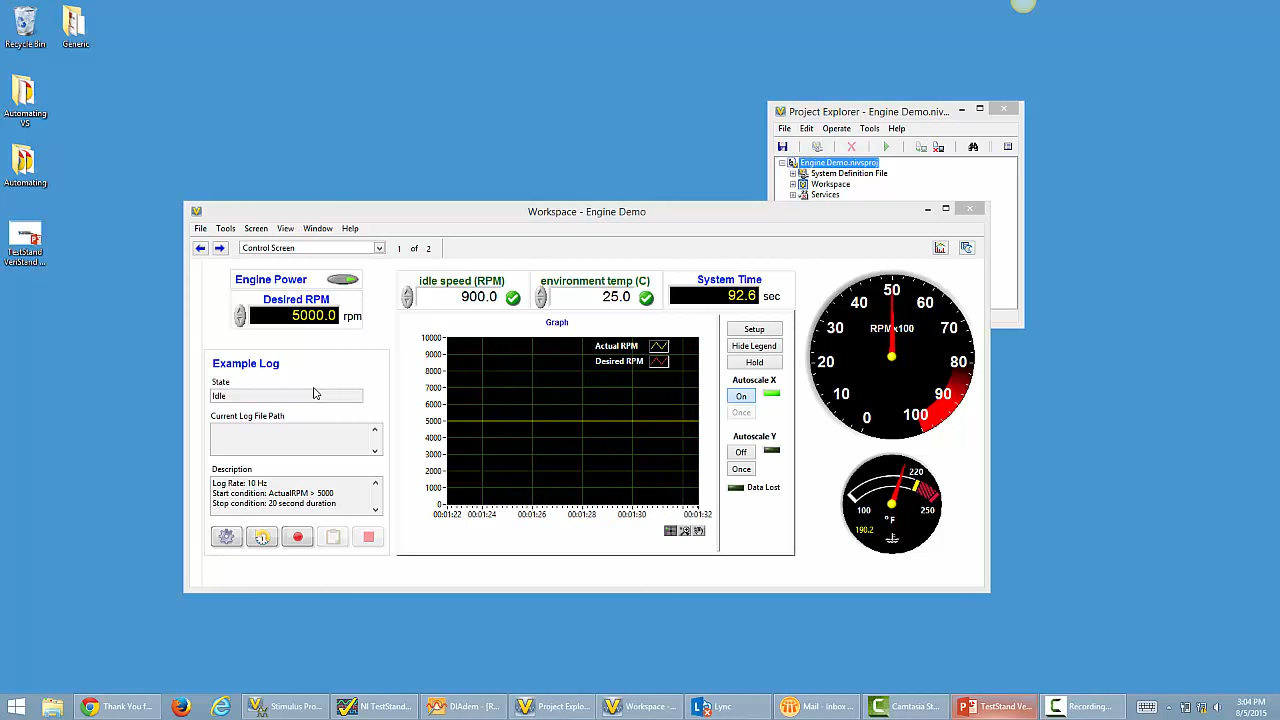 Recycle Bin
Generic
Automating
VS
Automating
TestStand
VeriStand ...
Project Explorer - Engine Demo.niv...
File Edit Operate Tools Help
Engine Demo.nivsproj
System Definition File
Workspace
Services
Workspace - Engine Demo
File Tools Screen View Window Help
Control Screen 1 of 2
Engine Power
Desired RPM
5000.0 rpm
idle speed (RPM)
900.0
environment temp (C)
25.0
System Time
92.6 sec
Example Log
State
Idle
Current Log File Path
Description
Log Rate: 10 Hz
Start condition: ActualRPM > 5000
Stop condition: 20 second duration
Graph
Actual RPM
Desired RPM
10000
9000
8000
7000
6000
5000
4000
3000
2000
1000
0
00:01:22 00:01:24 00:01:26 00:01:28 00:01:30 00:01:32
Setup
Hide Legend
Hold
Autoscale X
On
Once
Autoscale Y
Off
Once
Data Lost
0 10 20 30 40 50 60 70 80 90 100
RPMx100
100 220 250
°F
190.2
Thank You f...
Stimulus Pro...
NI TestStand...
DIAdem - [R...
Project Explo...
Workspace -...
Lync
Mail - Inbox ...
Camtasia St...
TestStand Ve...
Recording...
3:04 PM
8/5/2015